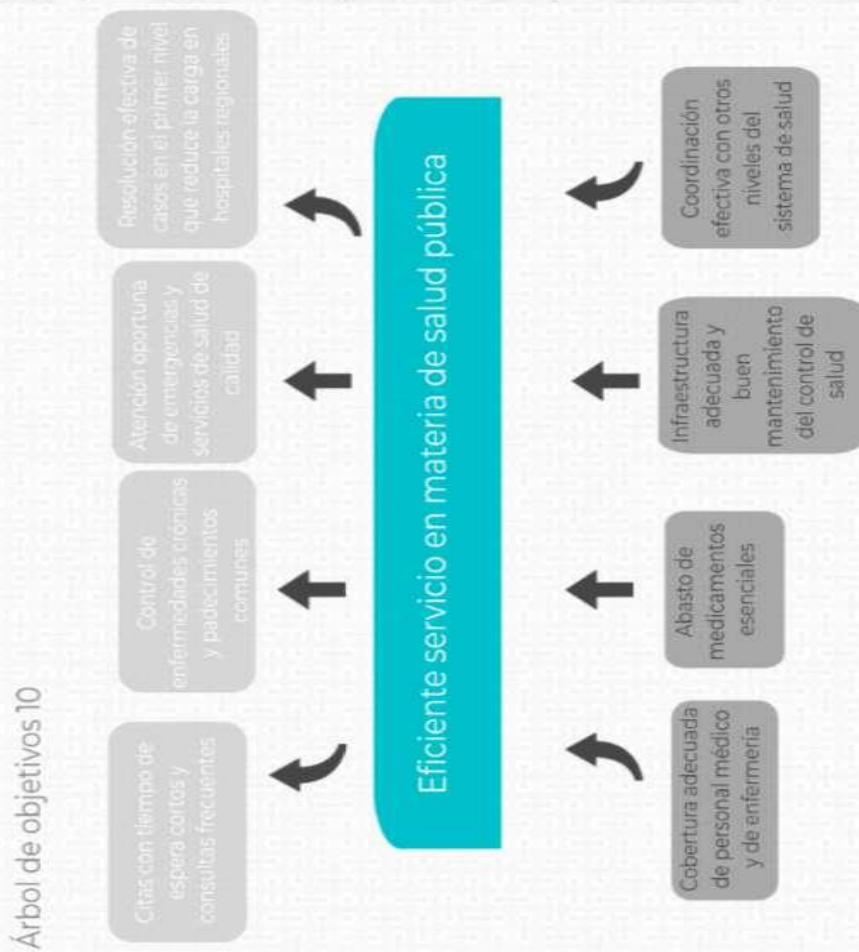 Árbol de objetivos 10
Citas con tiempo de
espera cortos y
consultas frecuentes
Control de
enfermedades crónicas
y padecimientos
comunes
Atención oportuna
de emergencias y
servicios de salud de
calidad
Resolución efectiva de
casos en el primer nivel
que reduce la carga en
hospitales regionales
Eficiente servicio en materia de salud pública
Cobertura adecuada
de personal médico
y de enfermería
Abasto de
medicamentos
esenciales
Infraestructura
adecuada y
buen
mantenimiento
del control de
salud
Coordinación
efectiva con otros
niveles del
sistema de salud